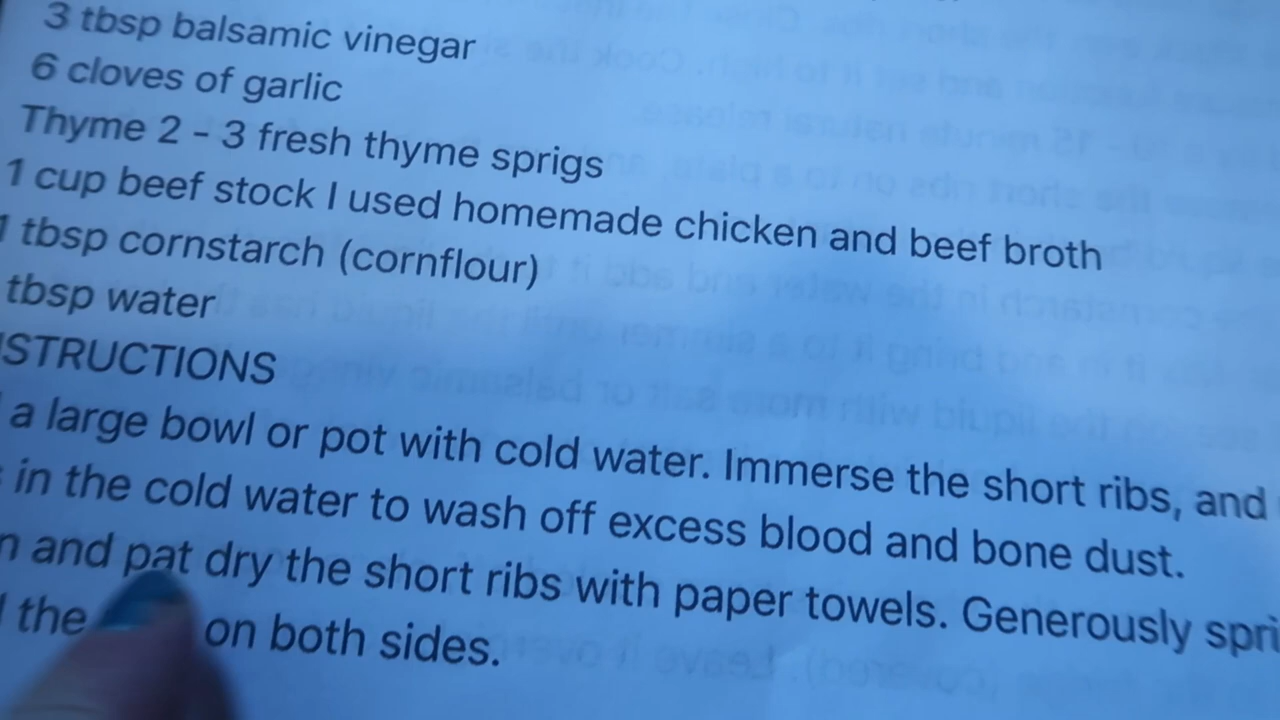 3 tbsp balsamic vinegar
6 cloves of garlic
Thyme 2 - 3 fresh thyme sprigs
1 cup beef stock I used homemade chicken and beef broth
1 tbsp cornstarch (cornflour)
tbsp water
STRUCTIONS
a large bowl or pot with cold water. Immerse the short ribs, and
in the cold water to wash off excess blood and bone dust.
and pat dry the short ribs with paper towels. Generously spri
the on both sides.